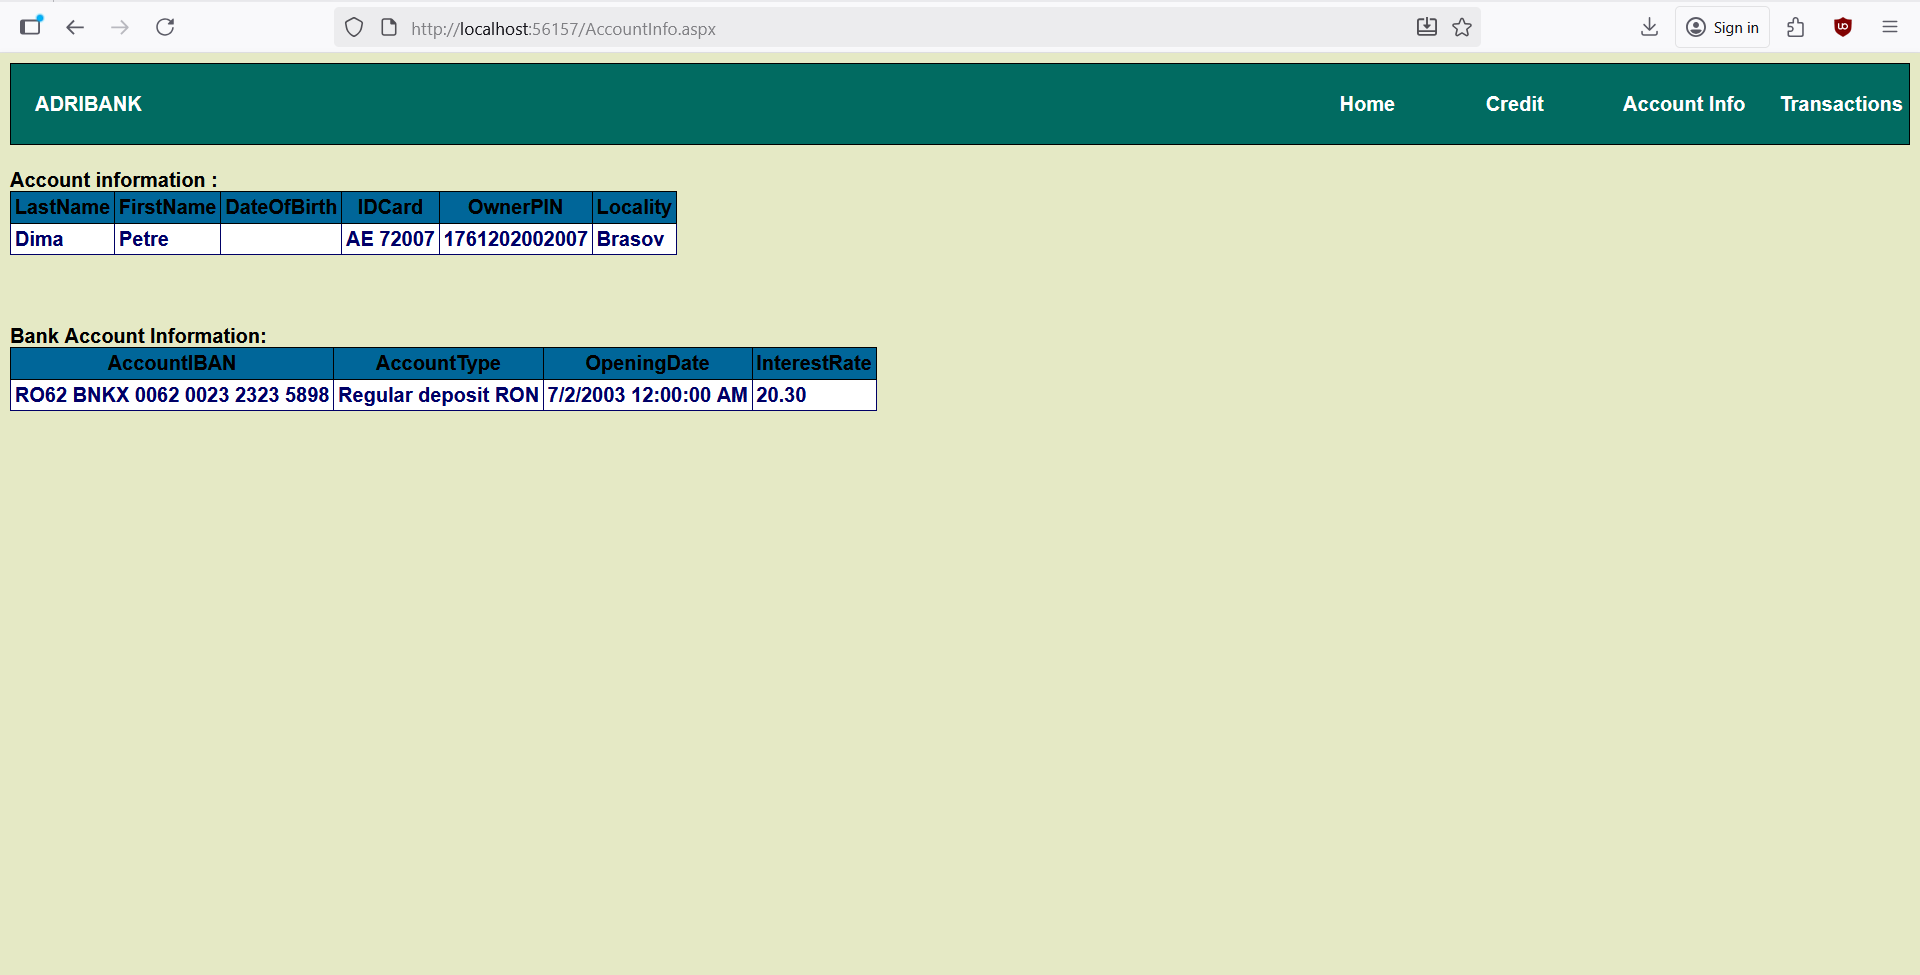 http://localhost:56157/AccountInfo.aspx
Sign in
ADRIBANK Home Credit Account Info Transactions
Account information :
LastName FirstName DateOfBirth IDCard OwnerPIN Locality
Dima Petre AE 72007 1761202002007 Brasov
Bank Account Information:
AccountIBAN AccountType OpeningDate InterestRate
RO62 BNKX 0062 0023 2323 5898 Regular deposit RON 7/2/2003 12:00:00 AM 20.30